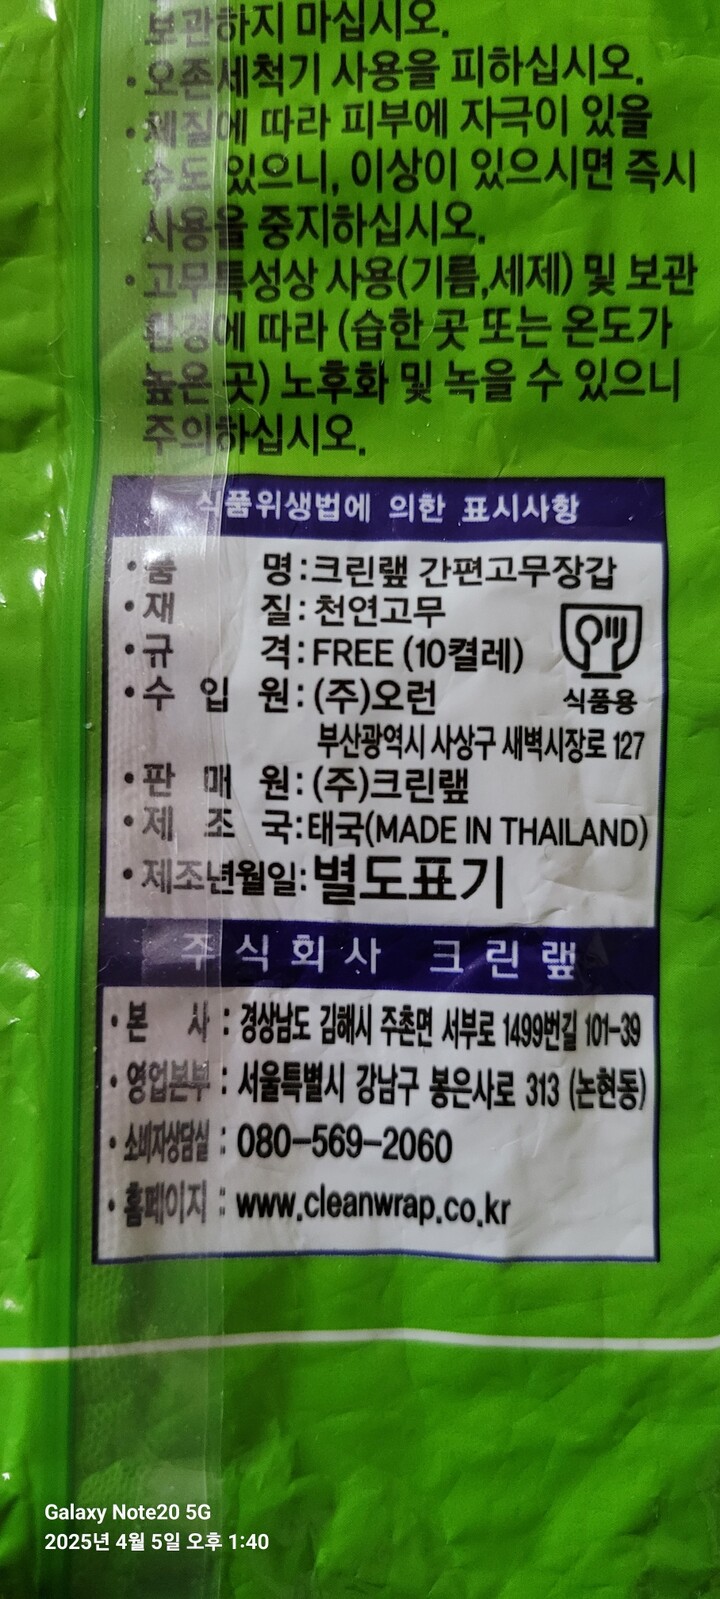 보관하지 마십시오.
• 오존세척기 사용을 피하십시오.
• 체질에 따라 피부에 자극이 있을
수도 있으니, 이상이 있으시면 즉시
사용을 중지하십시오.
• 고무특성상 사용(기름,세제) 및 보관
환경에 따라 (습한 곳 또는 온도가
높은 곳) 노후화 및 녹을 수 있으니
주의하십시오.
식품위생법에 의한 표시사항
• 품 명 : 크린랲 간편고무장갑
• 재 질 : 천연고무
• 규 격 : FREE (10켤레)
• 수 입 원 : (주)오런
식품용
부산광역시 사상구 새벽시장로 127
• 판 매 원 : (주)크린랲
• 제 조 국 : 태국(MADE IN THAILAND)
• 제조년월일 : 별도표기
주식회사 크린랲
• 본 사 : 경상남도 김해시 주촌면 서부로 1499번길 101-39
• 영업본부 : 서울특별시 강남구 봉은사로 313 (논현동)
• 소비자상담실 : 080-569-2060
• 홈페이지 : www.cleanwrap.co.kr
Galaxy Note20 5G
2025년 4월 5일 오후 1:40